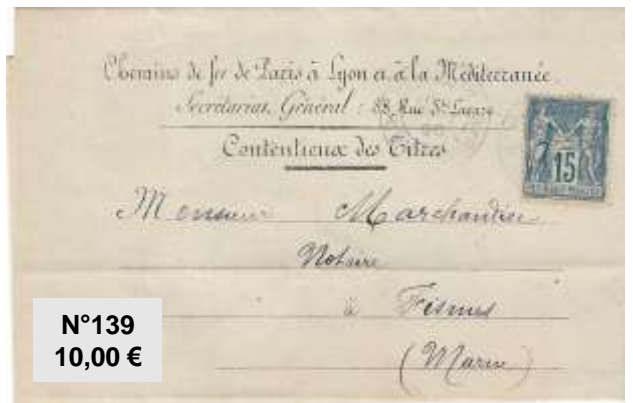 Chemins de fer de Paris à Lyon et à la Méditerranée
Secrétariat Général : 88, Rue St Lazare
Contentieux des Titres
15
Monsieur Marchandise
Notaire
à Fismes
(Marne)
N°139
10,00 €